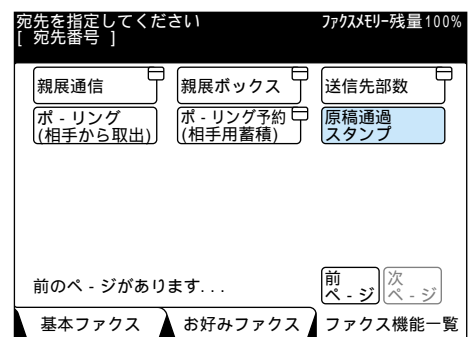 宛先を指定してください ファクスメモリー残量100%
[ 宛先番号 ]
親展通信 親展ボックス 送信先部数
ポ-リング ポ-リング予約 原稿通過
(相手から取出) (相手用蓄積) スタンプ
前のペ-ジがあります... 前 次
ペ-ジ ペ-ジ
基本ファクス お好みファクス ファクス機能一覧